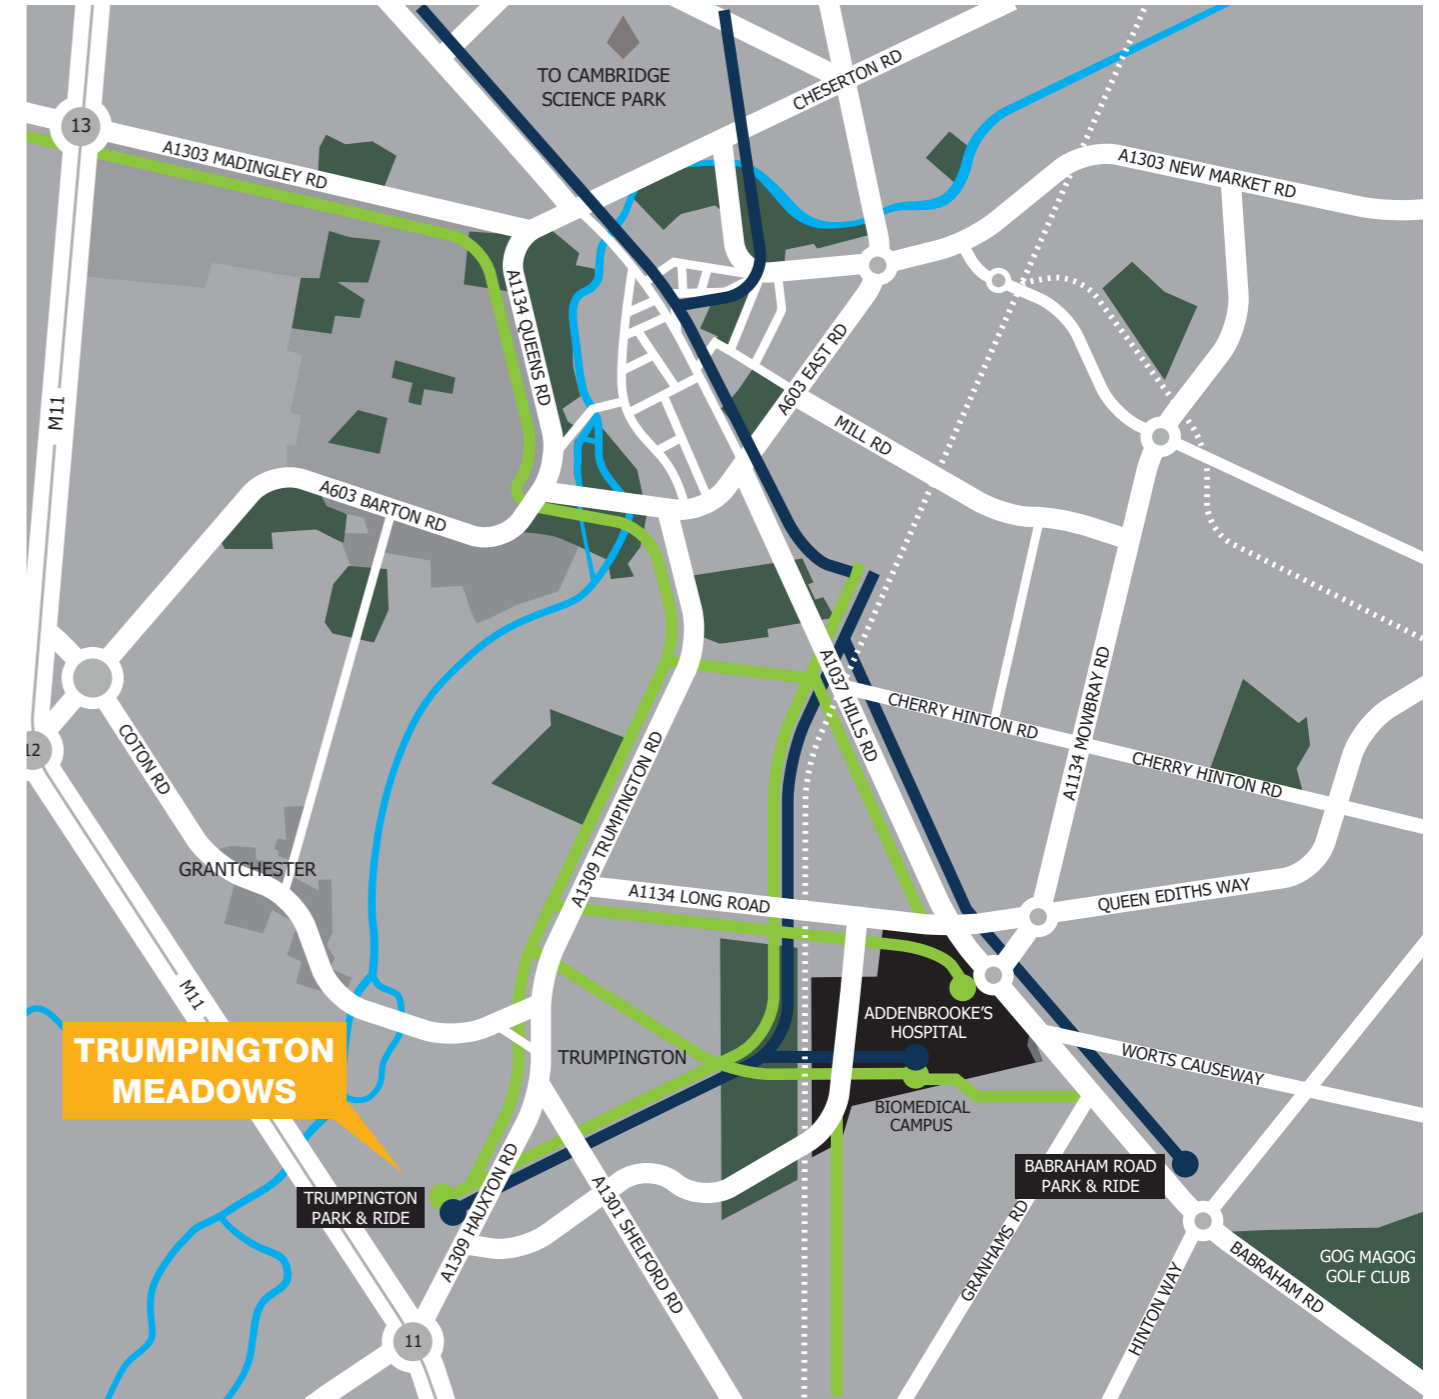 TO CAMBRIDGE
SCIENCE PARK
CHESERTON RD
13
A1303 MADINGLEY RD
A1303 NEW MARKET RD
A1134 QUEENS RD
A603 EAST RD
M11
MILL RD
A603 BARTON RD
A1037 HILLS RD
A1134 MOWBRAY RD
CHERRY HINTON RD
CHERRY HINTON RD
12
COTON RD
A1309 TRUMPINGTON RD
GRANTCHESTER
A1134 LONG ROAD
QUEEN EDITHS WAY
M11
ADDENBROOKE'S
HOSPITAL
TRUMPINGTON
MEADOWS
TRUMPINGTON
WORTS CAUSEWAY
BIOMEDICAL
CAMPUS
BABRAHAM ROAD
PARK & RIDE
TRUMPINGTON
PARK & RIDE
A1309 HAUXTON RD
A1301 SHELFORD RD
GRANHAMS RD
HINTON WAY
BABRAHAM RD
GOG MAGOG
GOLF CLUB
11